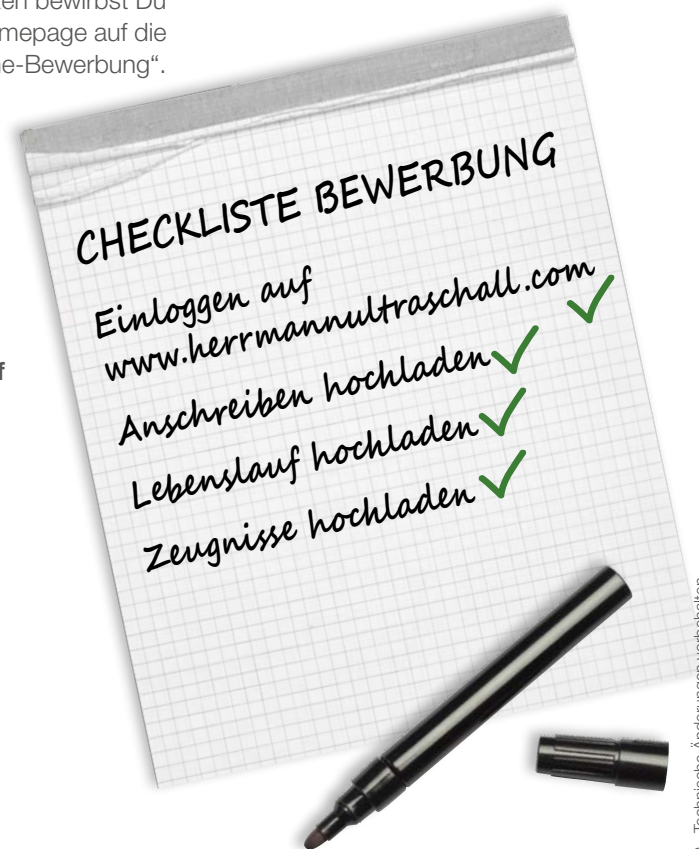 ten bewirbst Du
mepage auf die
ne-Bewerbung“.
CHECKLISTE BEWERBUNG
Einloggen auf
www.herrmannultraschall.com
Anschreiben hochladen
Lebenslauf hochladen
Zeugnisse hochladen
f
Technische Änderungen vorbehalten